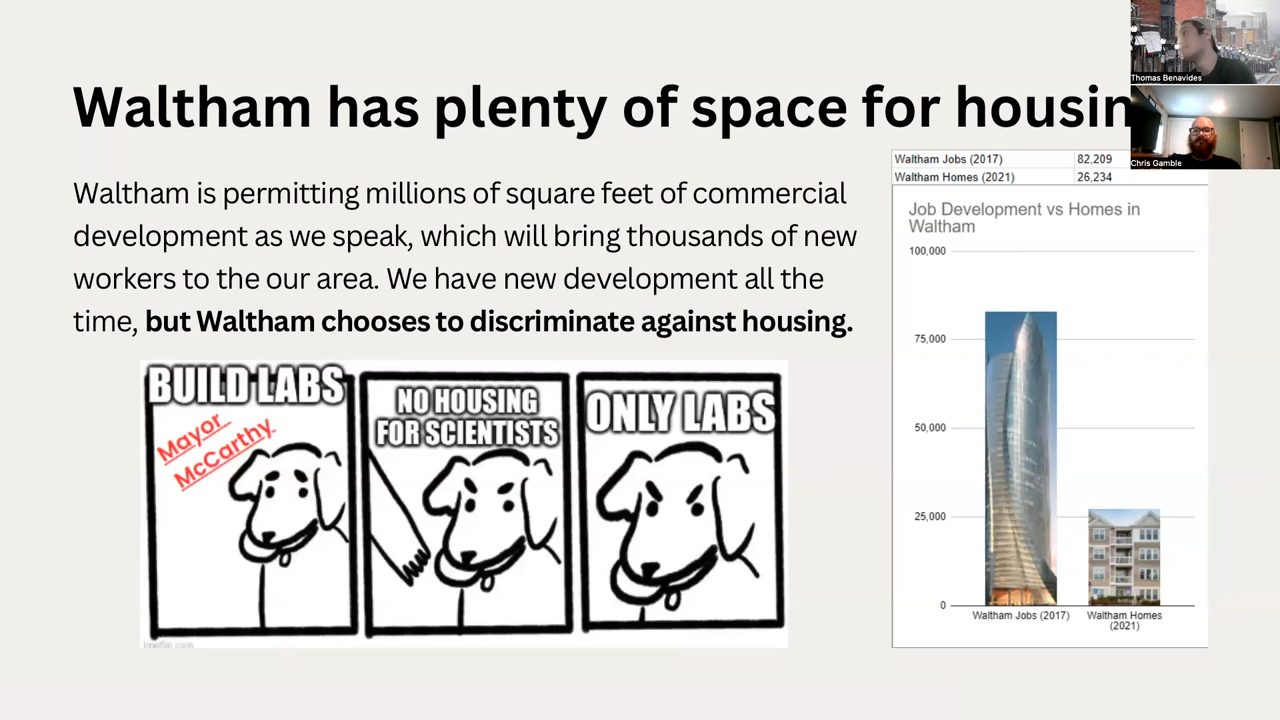 Waltham has plenty of space for housin
Waltham is permitting millions of square feet of commercial
development as we speak, which will bring thousands of new
workers to the our area. We have new development all the
time, but Waltham chooses to discriminate against housing.
BUILD LABS
Mayor
McCarthy
NO HOUSING
FOR SCIENTISTS
ONLY LABS
imgflip.com
Waltham Jobs (2017) 82,209
Waltham Homes (2021) 26,234
Job Development vs Homes in
Waltham
100,000
75,000
50,000
25,000
0
Waltham Jobs (2017)
Waltham Homes
(2021)
Thomas Benavides
Chris Gamble